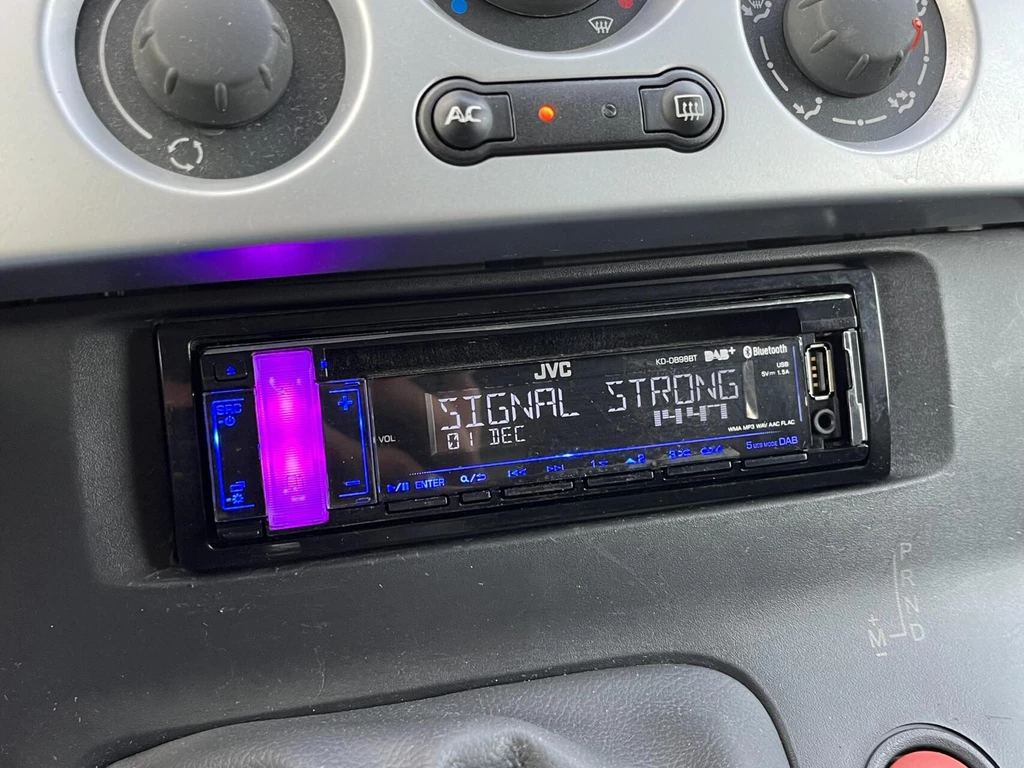 AC
JVC
KD-DB98BT DAB+ Bluetooth
USB
5V 1.5A
SRC
VOL
SIGNAL STRONG
01 DEC 14:47
WMA MP3 WAV AAC FLAC
ENTER
5 MODE DAB
P
R
N
D
+
M
-